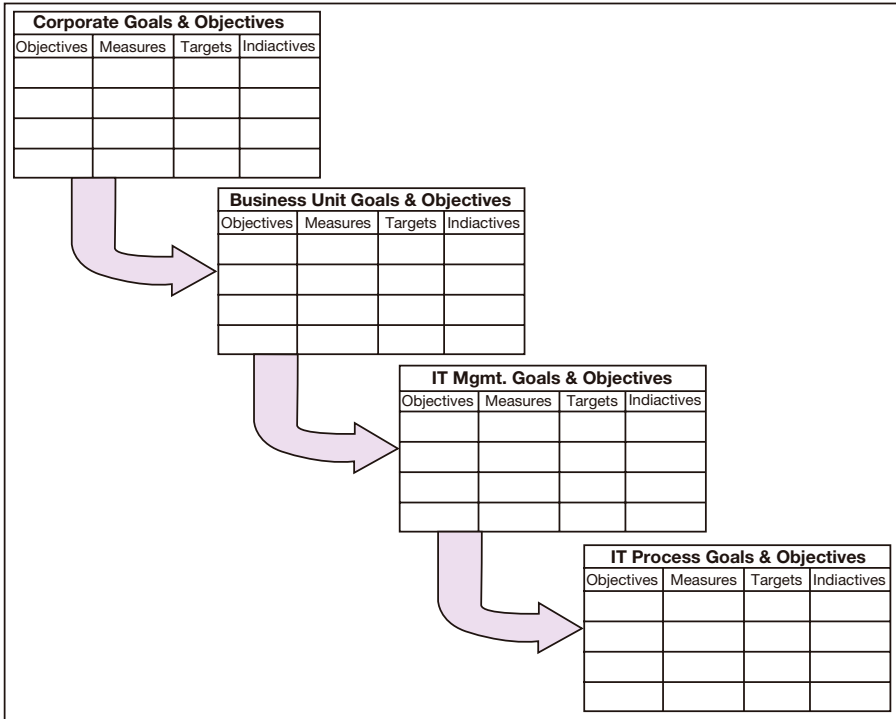 Corporate Goals & Objectives
Objectives Measures Targets Indiactives
Business Unit Goals & Objectives
Objectives Measures Targets Indiactives
IT Mgmt. Goals & Objectives
Objectives Measures Targets Indiactives
IT Process Goals & Objectives
Objectives Measures Targets Indiactives